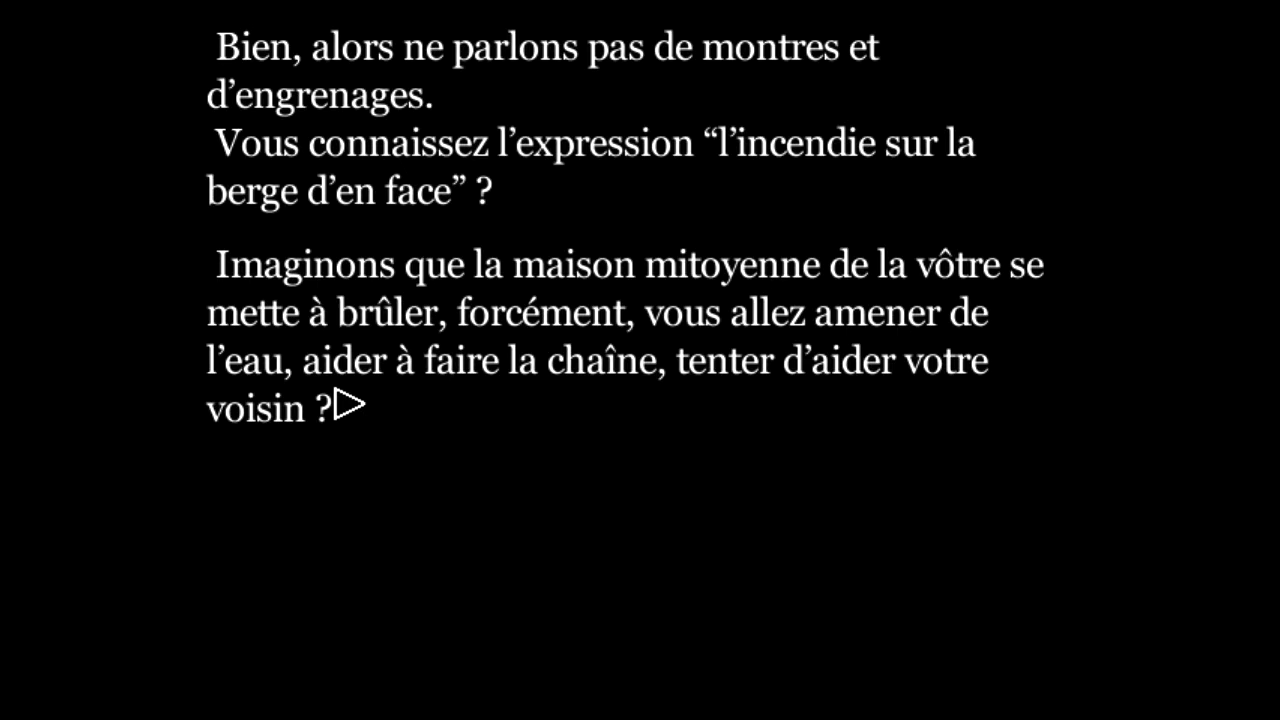 Bien, alors ne parlons pas de montres et
d’engrenages.
Vous connaissez l’expression “l’incendie sur la
berge d’en face” ?
Imaginons que la maison mitoyenne de la vôtre se
mette à brûler, forcément, vous allez amener de
l’eau, aider à faire la chaîne, tenter d’aider votre
voisin ?